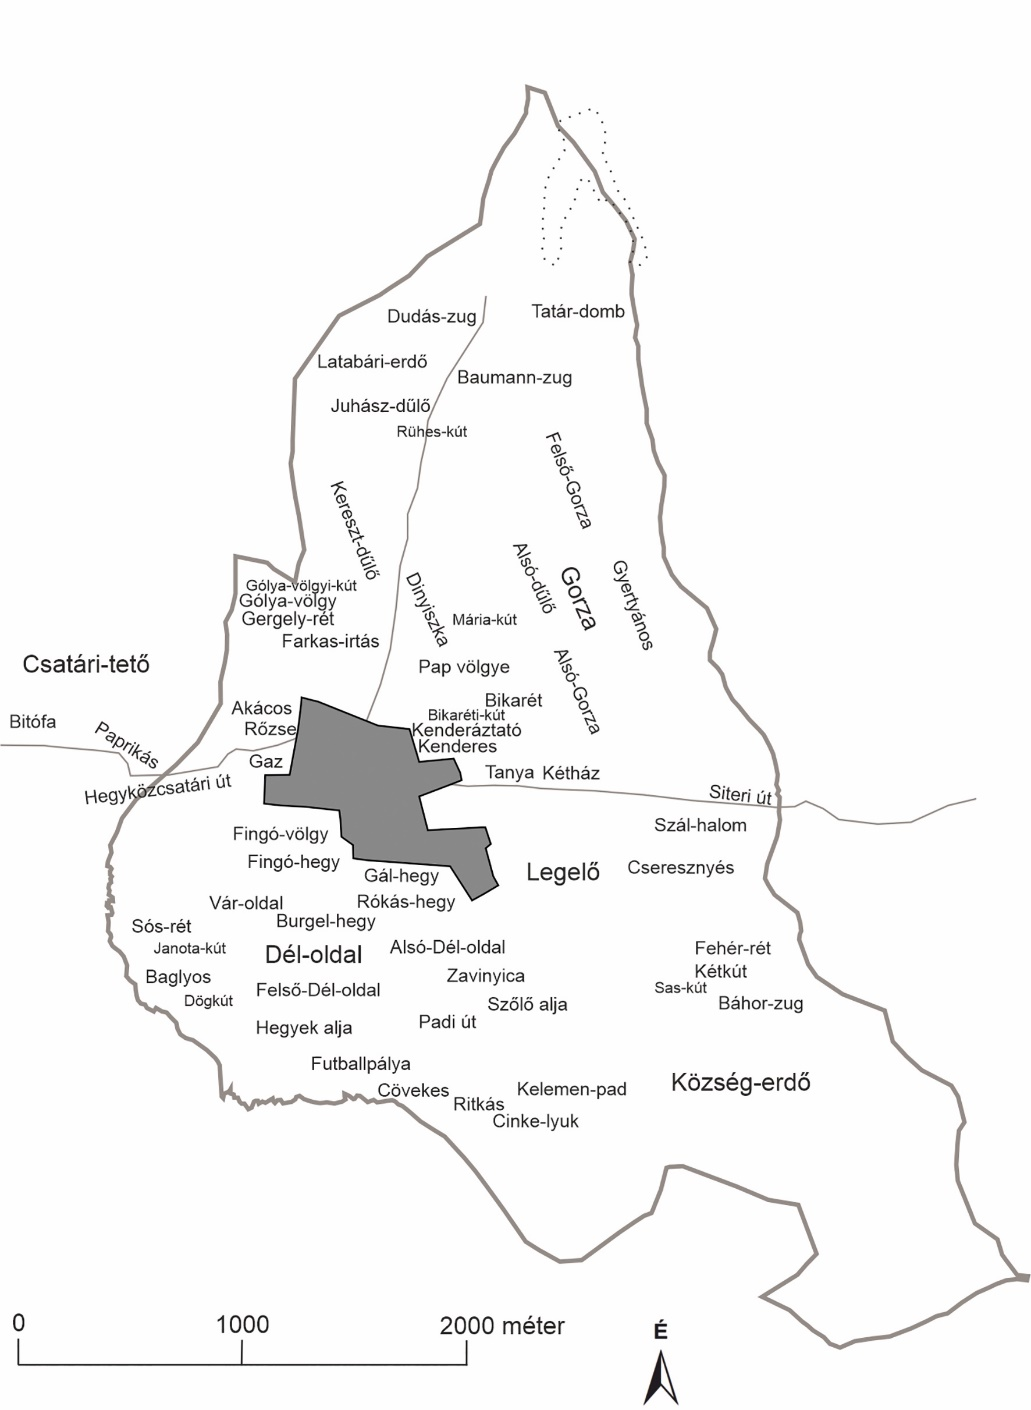 Dudás-zug
Tatár-domb
Latabári-erdő
Baumann-zug
Juhász-dűlő
Rühes-kút
Felső-Gorza
Kereszt-dűlő
Alsó-dűlő
Gorza
Gyertyános
Dinyiszka
Gólya-völgyi-kút
Gólya-völgy
Gergely-rét
Mária-kút
Farkas-irtás
Csatári-tető
Pap völgye
Alsó-Gorza
Bikarét
Akácos
Bikaréti-kút
Bitófa
Rőzse
Kenderáztató
Paprikás
Kenderes
Gaz
Tanya Kétház
Hegyközcsatári út
Siteri út
Szál-halom
Fingó-völgy
Fingó-hegy
Legelő
Cseresznyés
Gál-hegy
Vár-oldal
Rókás-hegy
Burgel-hegy
Sós-rét
Janota-kút
Dél-oldal
Alsó-Dél-oldal
Fehér-rét
Baglyos
Zavinyica
Kétkút
Sas-kút
Felső-Dél-oldal
Dögkút
Szőlő alja
Báhor-zug
Hegyek alja
Padi út
Futballpálya
Cövekes
Kelemen-pad
Község-erdő
Ritkás
Cinke-lyuk
0
1000
2000 méter
É